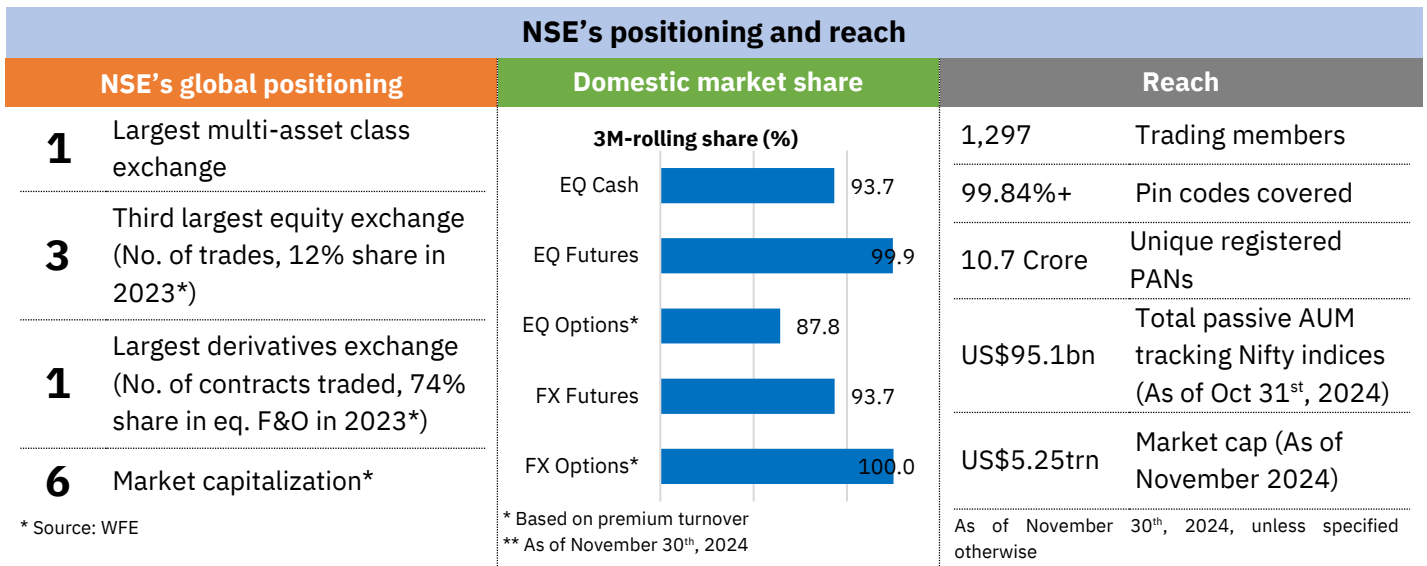 NSE's positioning and reach
NSE's global positioning
1
Largest multi-asset class
exchange
3
Third largest equity exchange
(No. of trades, 12% share in
2023*)
1
Largest derivatives exchange
(No. of contracts traded, 74%
share in eq. F&O in 2023*)
6
Market capitalization*
* Source: WFE
Domestic market share
3M-rolling share (%)
EQ Cash 93.7
EQ Futures 99.9
EQ Options* 87.8
FX Futures 93.7
FX Options* 100.0
* Based on premium turnover
** As of November 30th, 2024
Reach
1,297 Trading members
99.84%+ Pin codes covered
10.7 Crore
Unique registered
PANs
US$95.1bn
Total passive AUM
tracking Nifty indices
(As of Oct 31st, 2024)
US$5.25trn
Market cap (As of
November 2024)
As of November 30th, 2024, unless specified
otherwise